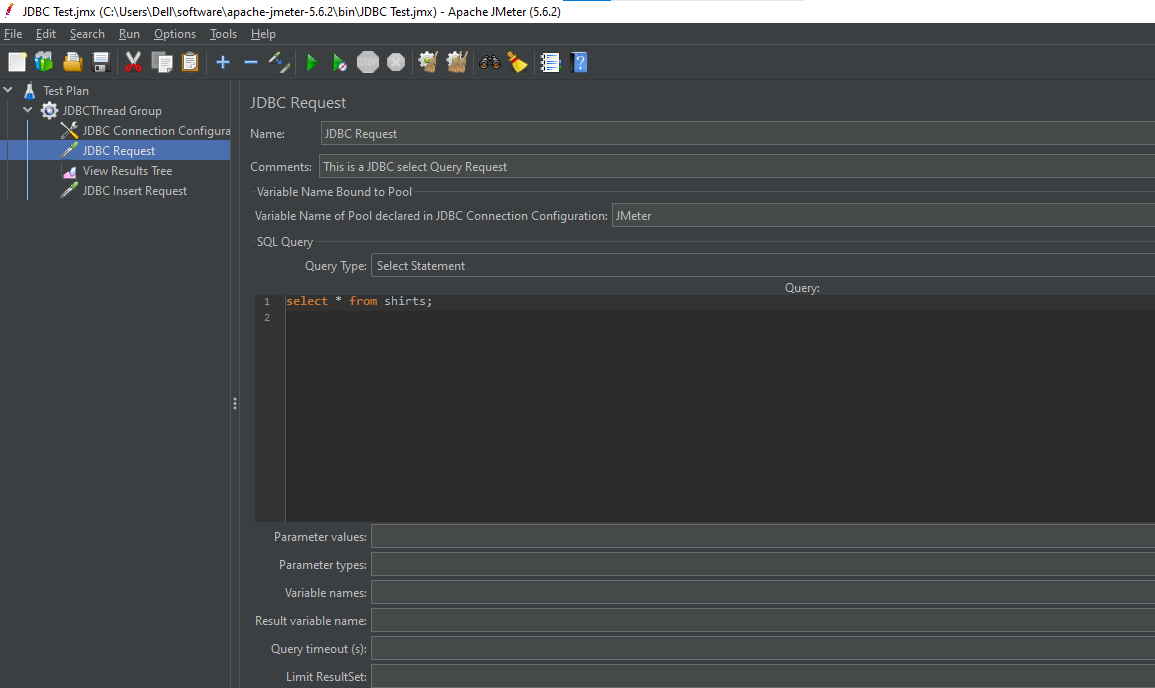 JDBC Test.jmx (C:\Users\Dell\software\apache-jmeter-5.6.2\bin\JDBC Test.jmx) - Apache JMeter (5.6.2)
File Edit Search Run Options Tools Help
STOP
Test Plan
JDBCThread Group
JDBC Connection Configura
JDBC Request
View Results Tree
JDBC Insert Request
JDBC Request
Name: JDBC Request
Comments: This is a JDBC select Query Request
Variable Name Bound to Pool
Variable Name of Pool declared in JDBC Connection Configuration: JMeter
SQL Query
Query Type: Select Statement
Query:
1 select * from shirts;
2
Parameter values:
Parameter types:
Variable names:
Result variable name:
Query timeout (s):
Limit ResultSet: